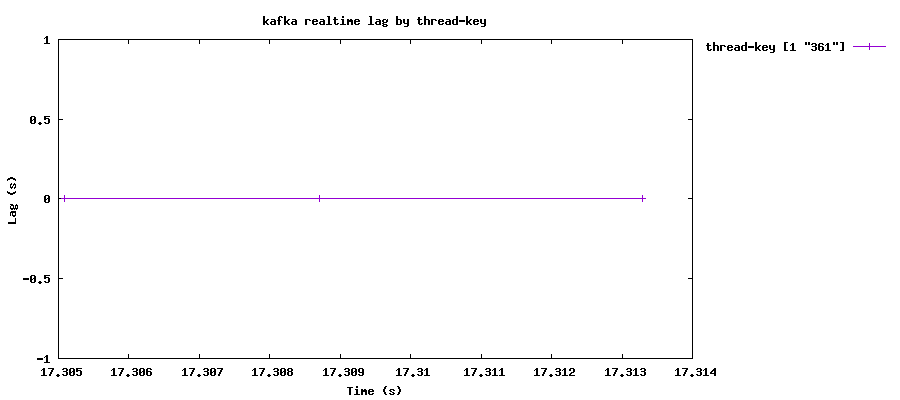 kafka realtime lag by thread-key
thread-key [1 "361"]
1
0.5
0
-0.5
-1
Lag (s)
17.305 17.306 17.307 17.308 17.309 17.31 17.311 17.312 17.313 17.314
Time (s)